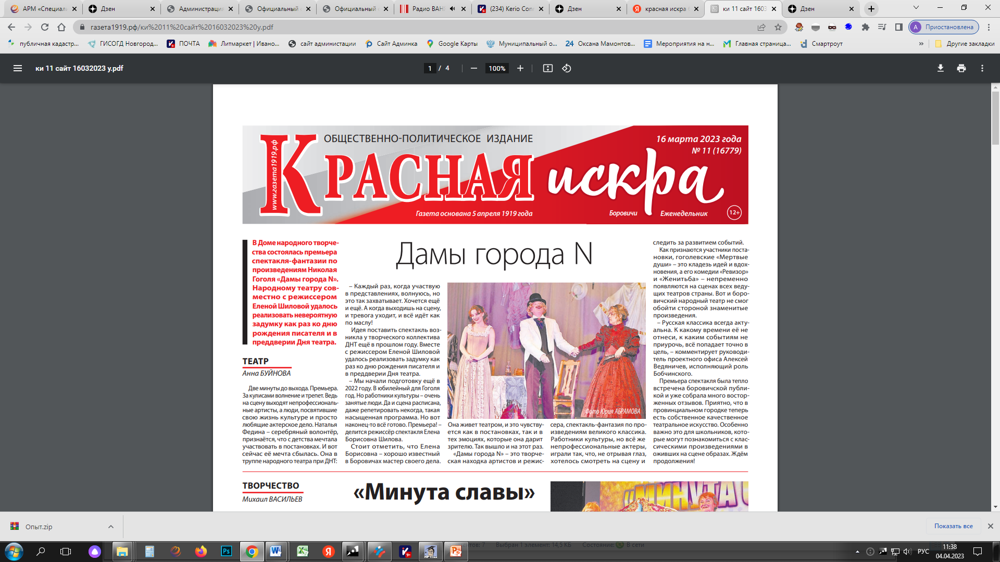 АРМ «Специали
Дзен
Администрация
Официальный
Официальный
Радио ВАН
(234) Kerio Con
Дзен
красная искра
ки 11 сайт 1603
Дзен
газета1919.рф/ки%2011%20сайт%2016032023%20у.pdf
Приостановлена
публичная кадастр...
ГИСОГД Новгород...
ПОЧТА
Литмаркет | Ивано...
сайт администации
Сайт Админка
Google Карты
Муниципальный о...
24 Оксана Мамонтов...
Мероприятия на н...
Главная страница...
Смартроут
Другие закладки
ки 11 сайт 16032023 у.pdf
1 / 4
100%
www.газета1919.рф
ОБЩЕСТВЕННО-ПОЛИТИЧЕСКОЕ ИЗДАНИЕ
16 марта 2023 года
№ 11 (16779)
КРАСНАЯ искра
Газета основана 5 апреля 1919 года
Боровичи
Еженедельник
12+
В Доме народного творче-
ства состоялась премьера
спектакля-фантазии по
произведениям Николая
Гоголя «Дамы города N».
Народному театру сов-
местно с режиссером
Еленой Шиловой удалось
реализовать невероятную
задумку как раз ко дню
рождения писателя и в
преддверии Дня театра.
ТЕАТР
Анна БУЙНОВА
Две минуты до выхода. Премьера.
За кулисами волнение и трепет. Ведь
на сцену выходят непрофессиональ-
ные артисты, а люди, посвятившие
свою жизнь культуре и просто
любящие актерское дело. Наталья
Федина – серебряный волонтёр,
признаётся, что с детства мечтала
участвовать в постановках. И вот
сейчас её мечта сбылась. Она в
труппе народного театра при ДНТ:
Дамы города N
– Каждый раз, когда участвую
в представлениях, волнуюсь, но
это так захватывает. Хочется ещё
и ещё. А когда выходишь на сцену,
и тревога уходит, и всё идёт как
по маслу!
Идея поставить спектакль воз-
никла у творческого коллектива
ДНТ ещё в прошлом году. Вместе
с режиссером Еленой Шиловой
удалось реализовать задумку как
раз ко дню рождения писателя и
в преддверии Дня театра.
– Мы начали подготовку ещё в
2022 году. В юбилейный для Гоголя
год. Но работники культуры – очень
занятые люди. Да и сцена расписана,
даже репетировать некогда, такая
насыщенная программа. Но вот
наконец-то всё готово. Премьера! –
делится режиссёр спектакля Елена
Борисовна Шилова.
Стоит отметить, что Елена
Борисовна – хорошо известный
в Боровичах мастер своего дела.
Фото Юрия АБРАМОВА
Она живет театром, и это чувству-
ется как в постановках, так и в
тех эмоциях, которые она дарит
зрителю. Так вышло и на этот раз.
«Дамы города N» – это творче-
ская находка артистов и режис-
сера, спектакль-фантазия по про-
изведениям великого классика.
Работники культуры, но всё же
непрофессиональные актеры,
играли так, что, не отрывая глаз,
хотелось смотреть на сцену и
следить за развитием событий.
Как признаются участники поста-
новки, гоголевские «Мертвые
души» – это кладезь идей и вдох-
новения, а его комедии «Ревизор»
и «Женитьба» – непременно
появляются на сценах всех веду-
щих театров страны. Вот и боро-
вичский народный театр не смог
обойти стороной знаменитые
произведения.
– Русская классика всегда акту-
альна. К какому времени её не
отнеси, к каким событиям не
приурочь, всё попадает точно в
цель, – комментирует руководи-
тель проектного офиса Алексей
Ведяничев, исполняющий роль
Бобчинского.
Премьера спектакля была тепло
встречена боровичской публи-
кой и уже собрала много востор-
женных отзывов. Приятно, что в
провинциальном городке теперь
есть собственное качественное
театральное искусство. Особенно
важно это для школьников, кото-
рые могут познакомиться с клас-
сическими произведениями в
оживших на сцене образах. Ждём
продолжения!
ТВОРЧЕСТВО
Михаил ВАСИЛЬЕВ
«Минута славы»
«МИНУТА С
Опыт.zip
Показать все
ентов: 7 Выбран 1 элемент: 14,5 КБ Состояние: В сети
РУС
11:38
04.04.2023